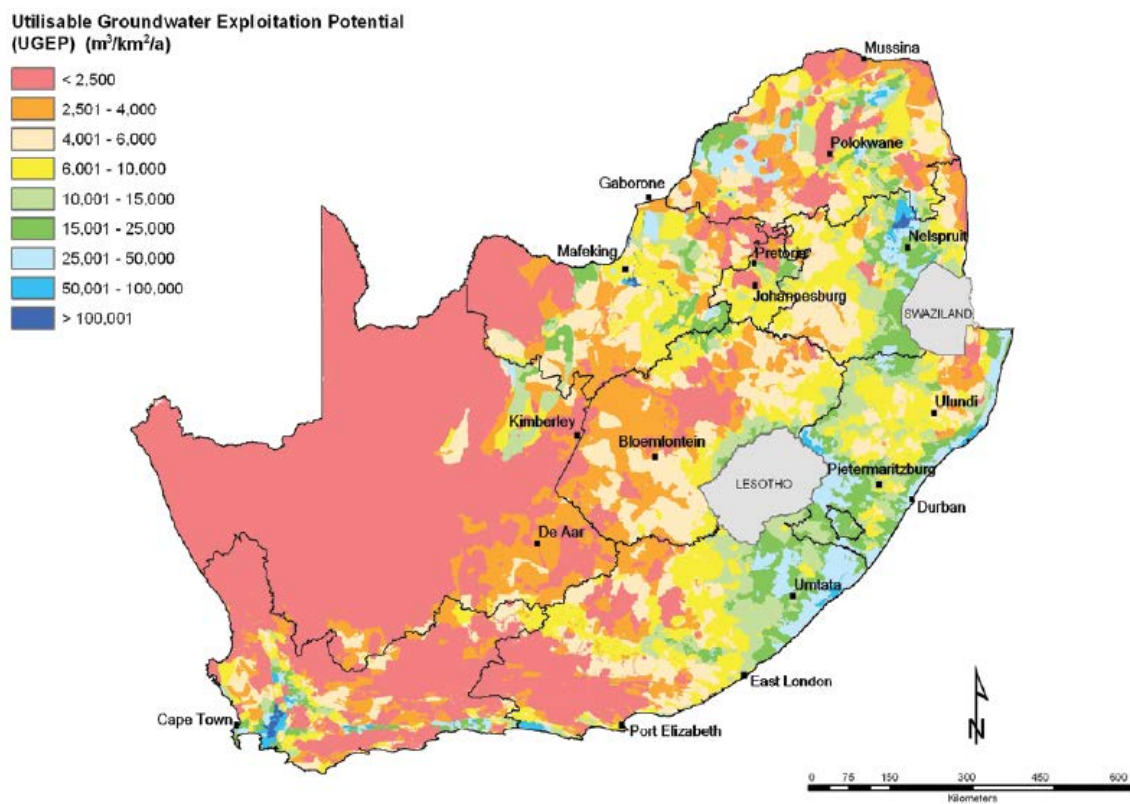 Utilisable Groundwater Exploitation Potential
(UGEP) (m³/km²/a)
< 2,500
2,501 - 4,000
4,001 - 6,000
6,001 - 10,000
10,001 - 15,000
15,001 - 25,000
25,001 - 50,000
50,001 - 100,000
> 100,001
Mussina
Polokwane
Gaborone
Nelspruit
Mafeking
Pretoria
Johannesburg
SWAZILAND
Ulundi
Kimberley
Bloemfontein
Pietermaritzburg
LESOTHO
Durban
De Aar
Umtata
East London
Cape Town
Port Elizabeth
N
0 75 150 300 450 600
Kilometers